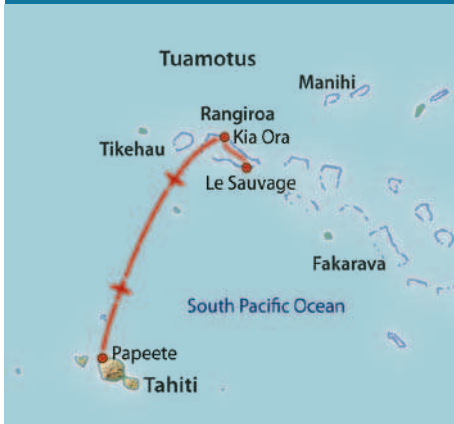 Tuamotus
Manihi
Rangiroa
Kia Ora
Tikehau
Le Sauvage
Fakarava
South Pacific Ocean
Papeete
Tahiti